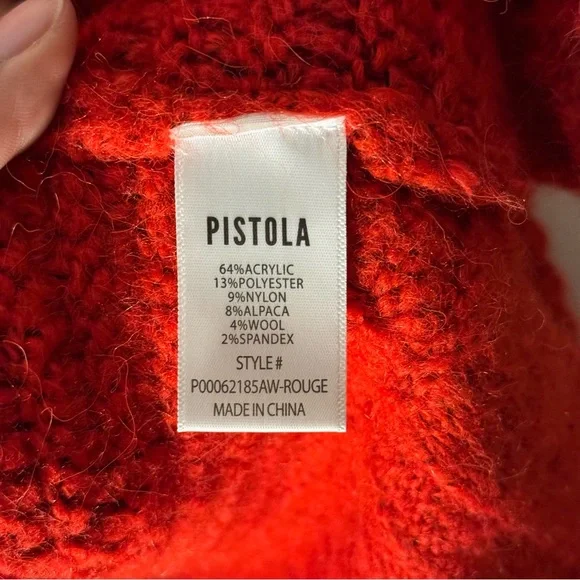 PISTOLA
64%ACRYLIC
13%POLYESTER
9%NYLON
8%ALPACA
4%WOOL
2%SPANDEX
STYLE #
P00062185AW-ROUGE
MADE IN CHINA